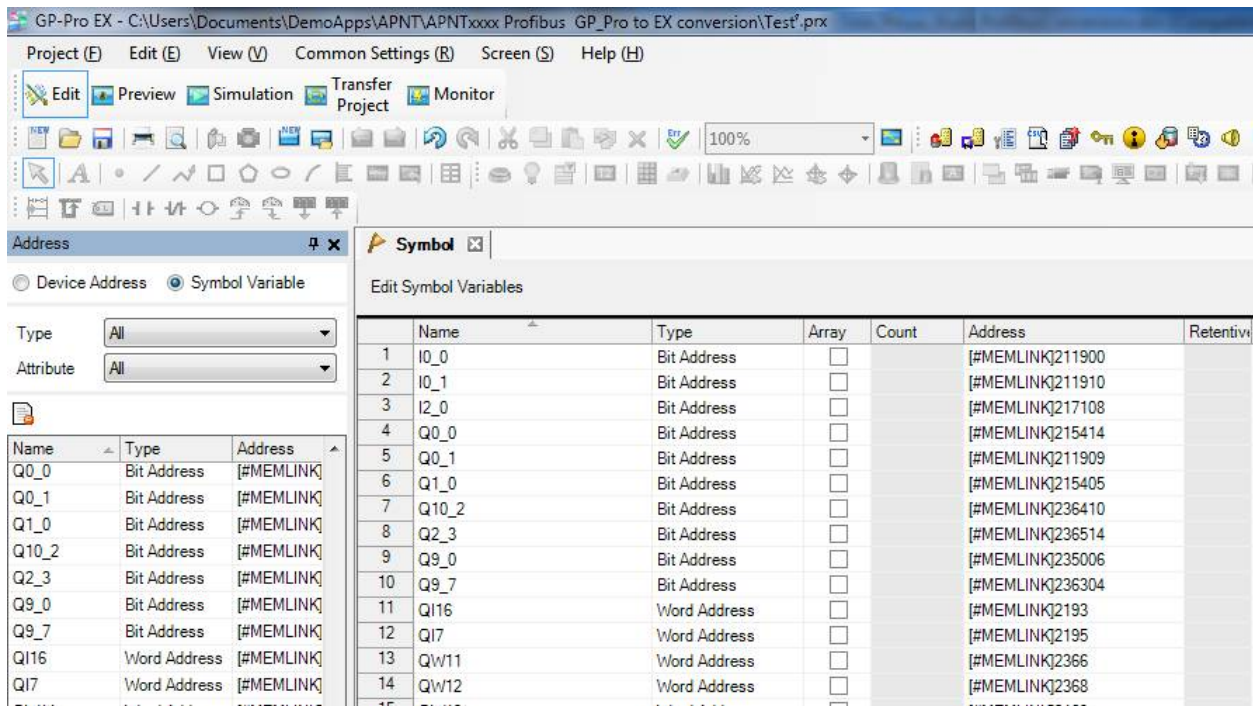 GP-Pro EX - C:\Users\Documents\DemoApps\APNT\APNTxxxx Profibus GP_Pro to EX conversion\Test'.prx
Project (F) Edit (E) View (V) Common Settings (R) Screen (S) Help (H)
Edit Preview Simulation Transfer Project Monitor
100%
Address
Device Address Symbol Variable
Type All
Attribute All
Name Type Address
Q0_0 Bit Address [#MEMLINK]
Q0_1 Bit Address [#MEMLINK]
Q1_0 Bit Address [#MEMLINK]
Q10_2 Bit Address [#MEMLINK]
Q2_3 Bit Address [#MEMLINK]
Q9_0 Bit Address [#MEMLINK]
Q9_7 Bit Address [#MEMLINK]
QI16 Word Address [#MEMLINK]
QI7 Word Address [#MEMLINK]
Symbol
Edit Symbol Variables
Name Type Array Count Address Retentive
1 I0_0 Bit Address [#MEMLINK]211900
2 I0_1 Bit Address [#MEMLINK]211910
3 I2_0 Bit Address [#MEMLINK]217108
4 Q0_0 Bit Address [#MEMLINK]215414
5 Q0_1 Bit Address [#MEMLINK]211909
6 Q1_0 Bit Address [#MEMLINK]215405
7 Q10_2 Bit Address [#MEMLINK]236410
8 Q2_3 Bit Address [#MEMLINK]236514
9 Q9_0 Bit Address [#MEMLINK]235006
10 Q9_7 Bit Address [#MEMLINK]236304
11 QI16 Word Address [#MEMLINK]2193
12 QI7 Word Address [#MEMLINK]2195
13 QW11 Word Address [#MEMLINK]2366
14 QW12 Word Address [#MEMLINK]2368